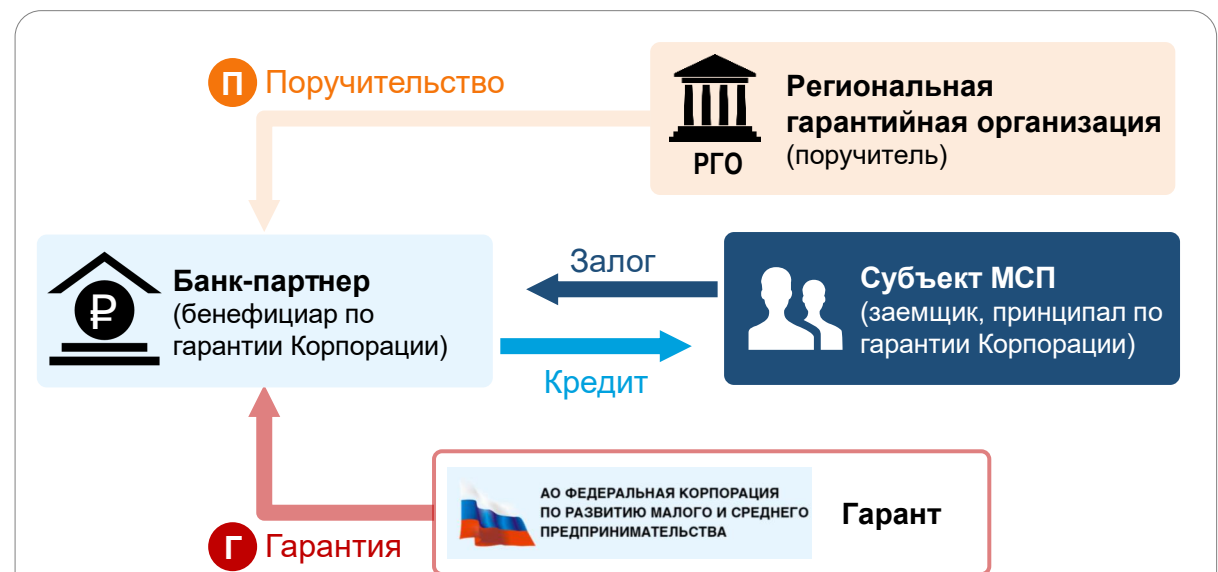 П Поручительство
Региональная
гарантийная организация
(поручитель)
РГО
Банк-партнер
(бенефициар по
гарантии Корпорации)
₽
Залог
Кредит
Субъект МСП
(заемщик, принципал по
гарантии Корпорации)
АО ФЕДЕРАЛЬНАЯ КОРПОРАЦИЯ
ПО РАЗВИТИЮ МАЛОГО И СРЕДНЕГО
ПРЕДПРИНИМАТЕЛЬСТВА
Гарант
Г Гарантия